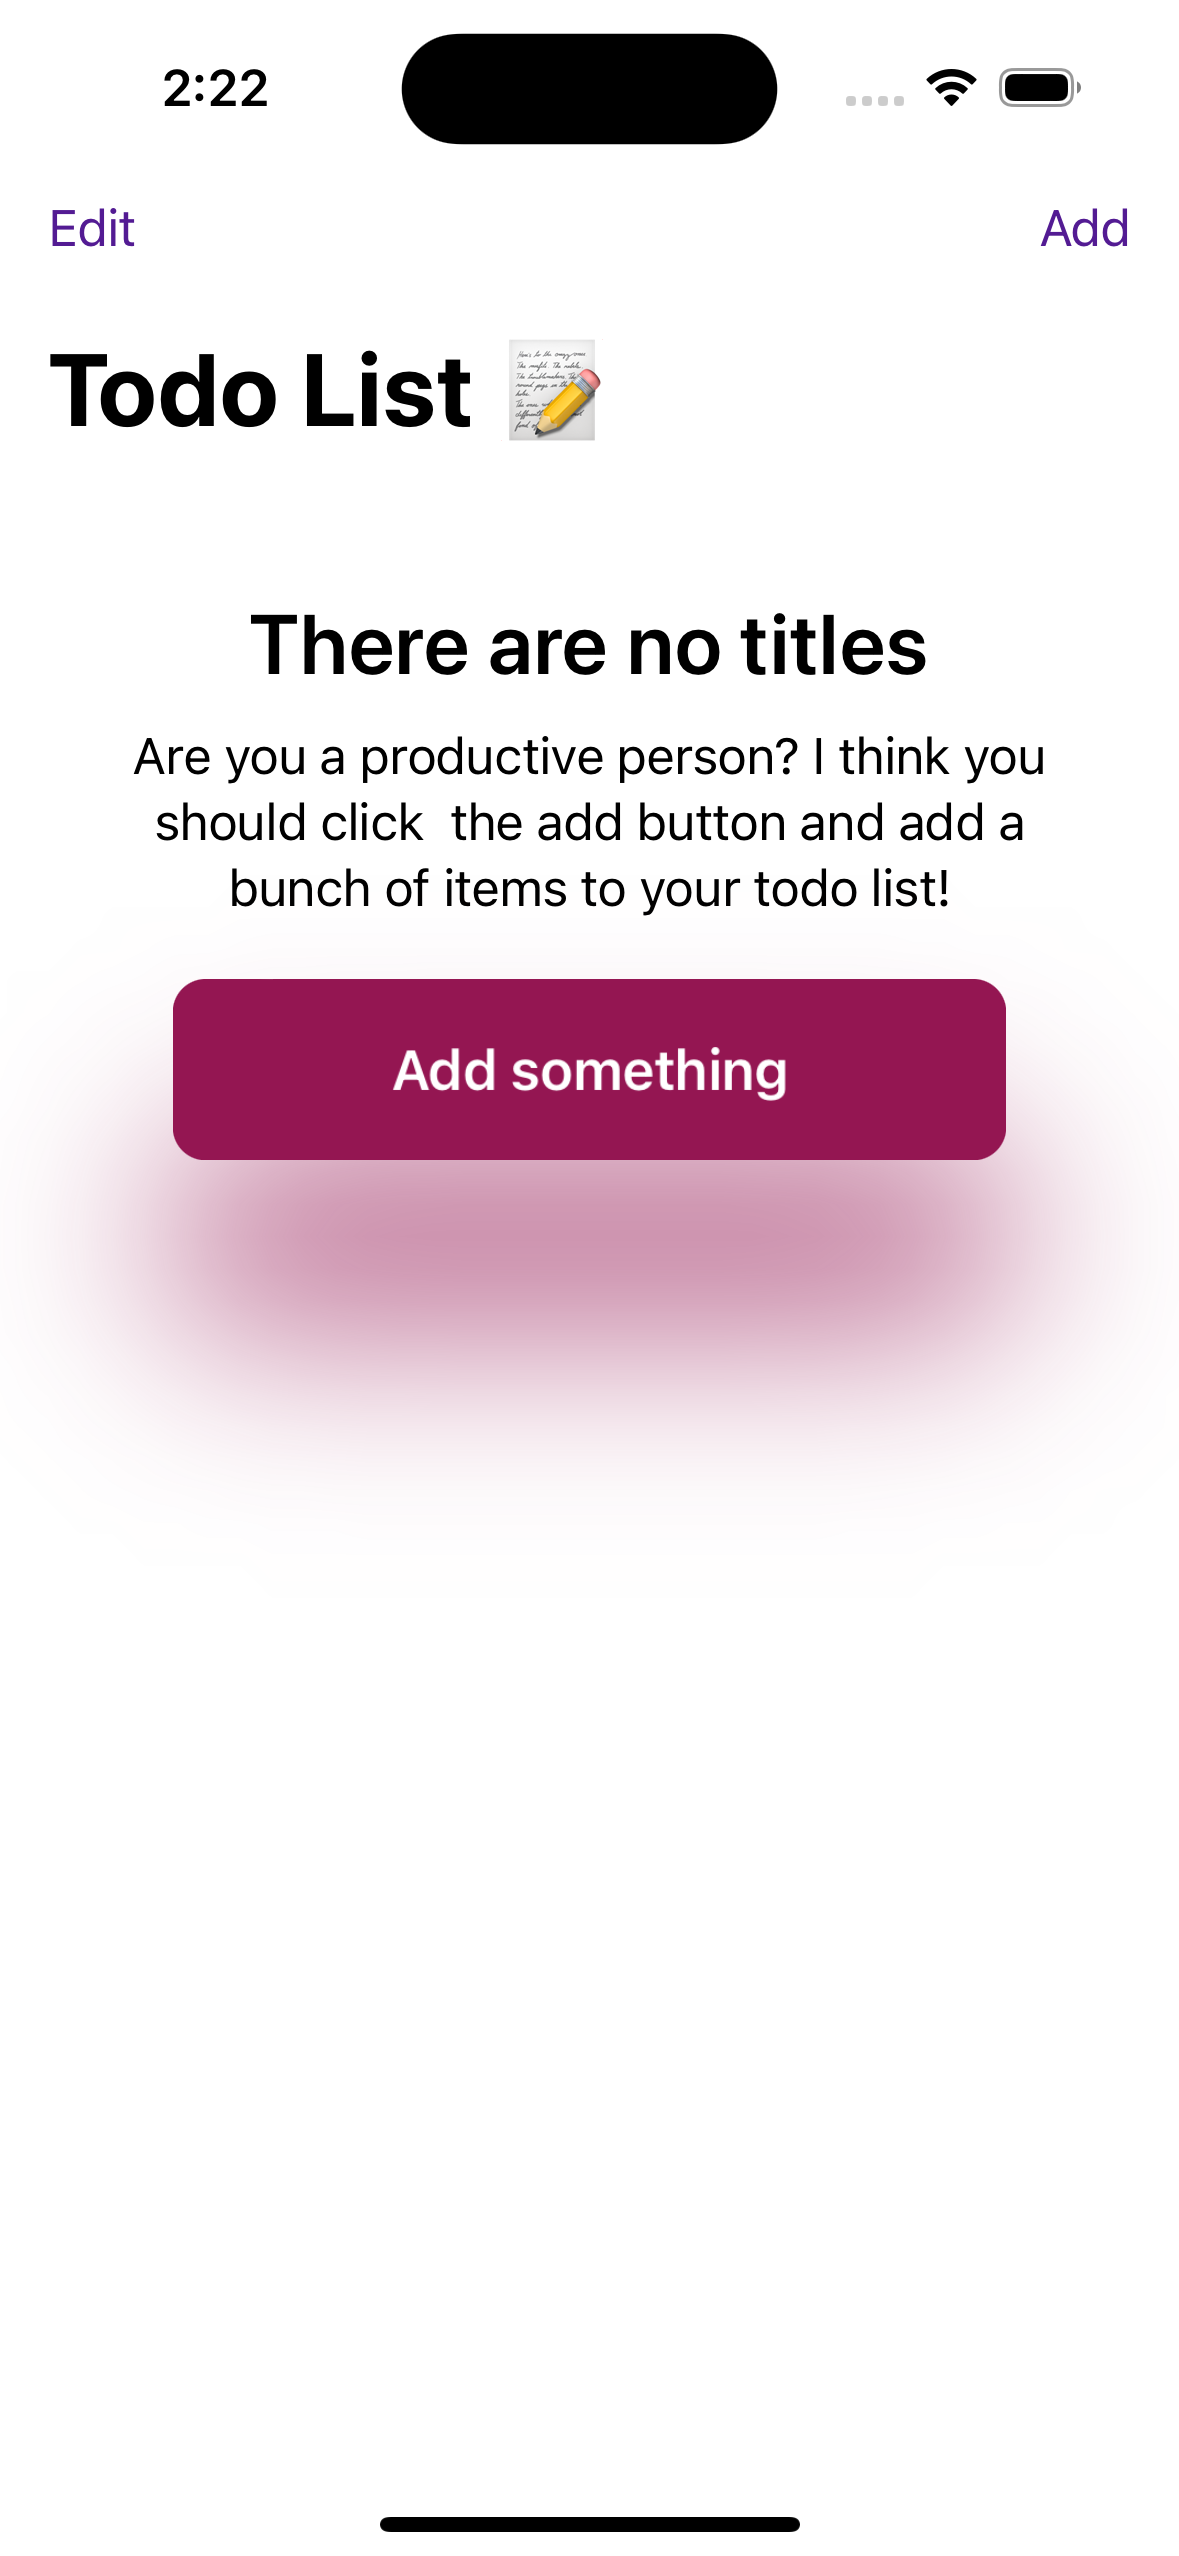 2:22
Edit
Add
Todo List
There are no titles
Are you a productive person? I think you
should click  the add button and add a
bunch of items to your todo list!
Add something